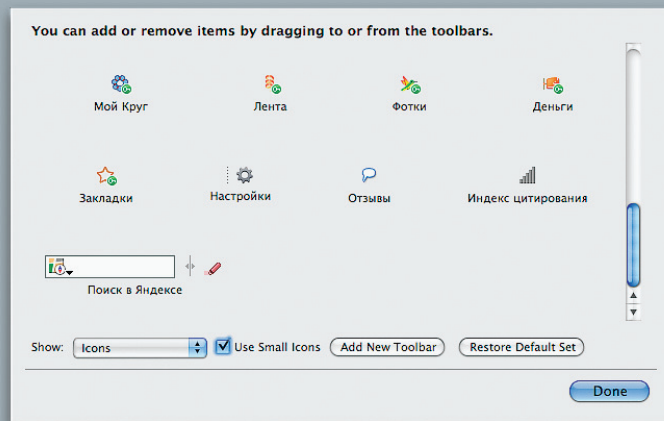 You can add or remove items by dragging to or from the toolbars.
Мой Круг
Лента
Фотки
Деньги
Закладки
Настройки
Отзывы
Индекс цитирования
Поиск в Яндексе
Show:
Icons
Use Small Icons
Add New Toolbar
Restore Default Set
Done